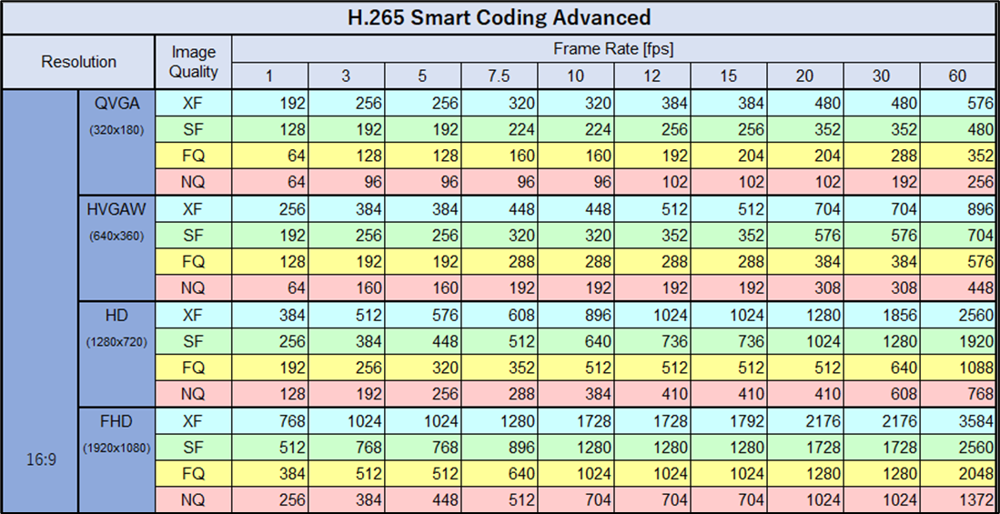 H.265 Smart Coding Advanced
Resolution Image Quality Frame Rate [fps]
1 3 5 7.5 10 12 15 20 30 60
16:9
QVGA (320x180)
XF 192 256 256 320 320 384 384 480 480 576
SF 128 192 192 224 224 256 256 352 352 480
FQ 64 128 128 160 160 192 204 204 288 352
NQ 64 96 96 96 96 102 102 102 192 256
HVGAW (640x360)
XF 256 384 384 448 448 512 512 704 704 896
SF 192 256 256 320 320 352 352 576 576 704
FQ 128 192 192 288 288 288 288 384 384 576
NQ 64 160 160 192 192 192 192 308 308 448
HD (1280x720)
XF 384 512 576 608 896 1024 1024 1280 1856 2560
SF 256 384 448 512 640 736 736 1024 1280 1920
FQ 192 256 320 352 512 512 512 512 640 1088
NQ 128 192 256 288 384 410 410 410 608 768
FHD (1920x1080)
XF 768 1024 1024 1280 1728 1728 1792 2176 2176 3584
SF 512 768 768 896 1280 1280 1280 1728 1728 2560
FQ 384 512 512 640 1024 1024 1024 1280 1280 2048
NQ 256 384 448 512 704 704 704 1024 1024 1372